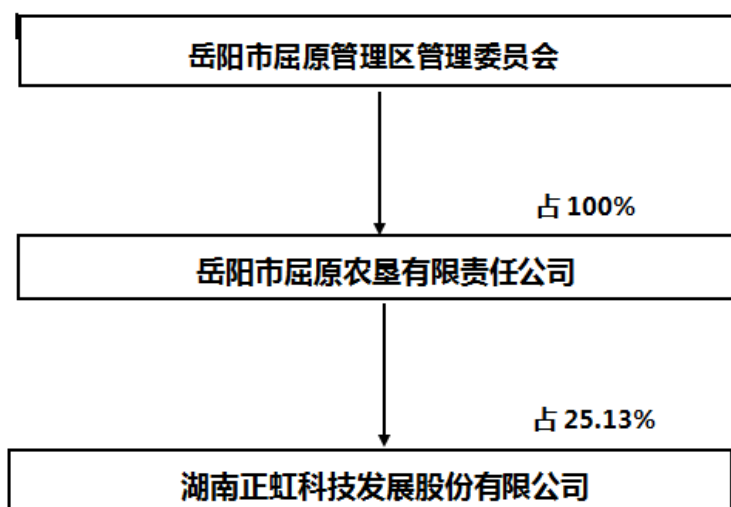 岳阳市屈原管理区管理委员会
占 100%
岳阳市屈原农垦有限责任公司
占 25.13%
湖南正虹科技发展股份有限公司